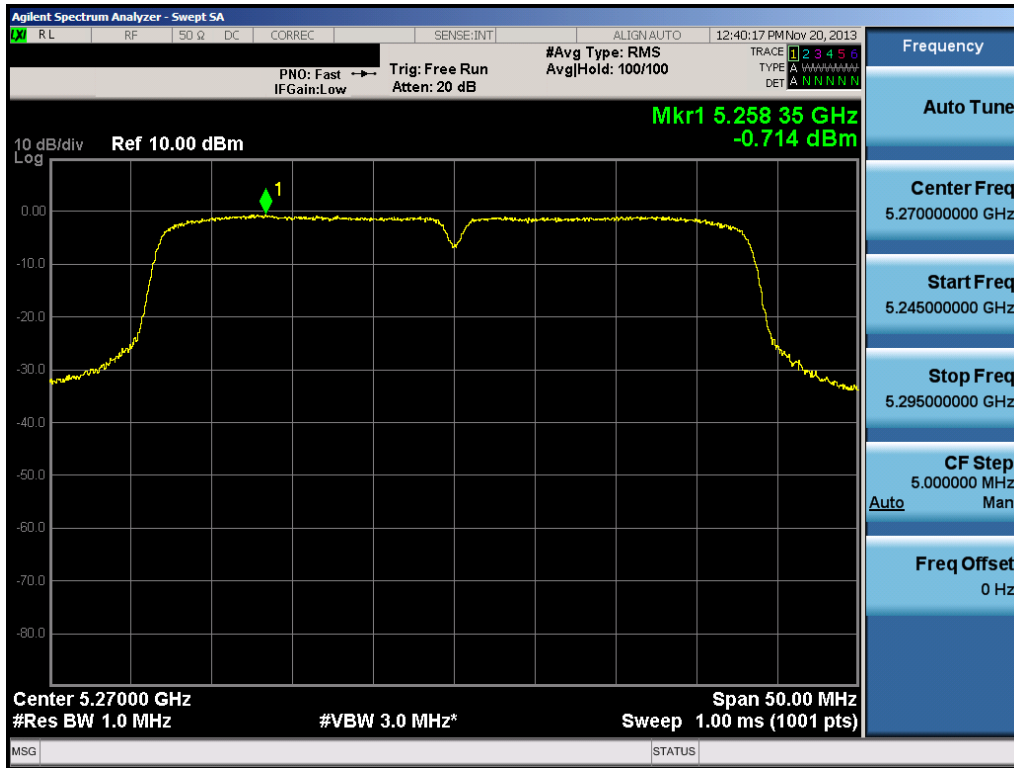 Agilent Spectrum Analyzer - Swept SA
LXI RL RF 50 Ω DC CORREC SENSE:INT ALIGN AUTO 12:40:17 PM Nov 20, 2013
PNO: Fast
IFGain:Low
Trig: Free Run
Atten: 20 dB
#Avg Type: RMS
Avg|Hold: 100/100
TRACE 1 2 3 4 5 6
TYPE A WWWWW
DET A N N N N N
Mkr1 5.258 35 GHz
-0.714 dBm
10 dB/div Ref 10.00 dBm
Log
1
0.00
-10.0
-20.0
-30.0
-40.0
-50.0
-60.0
-70.0
-80.0
Center 5.27000 GHz Span 50.00 MHz
#Res BW 1.0 MHz #VBW 3.0 MHz* Sweep 1.00 ms (1001 pts)
MSG STATUS
Frequency
Auto Tune
Center Freq
5.270000000 GHz
Start Freq
5.245000000 GHz
Stop Freq
5.295000000 GHz
CF Step
5.000000 MHz
Auto Man
Freq Offset
0 Hz